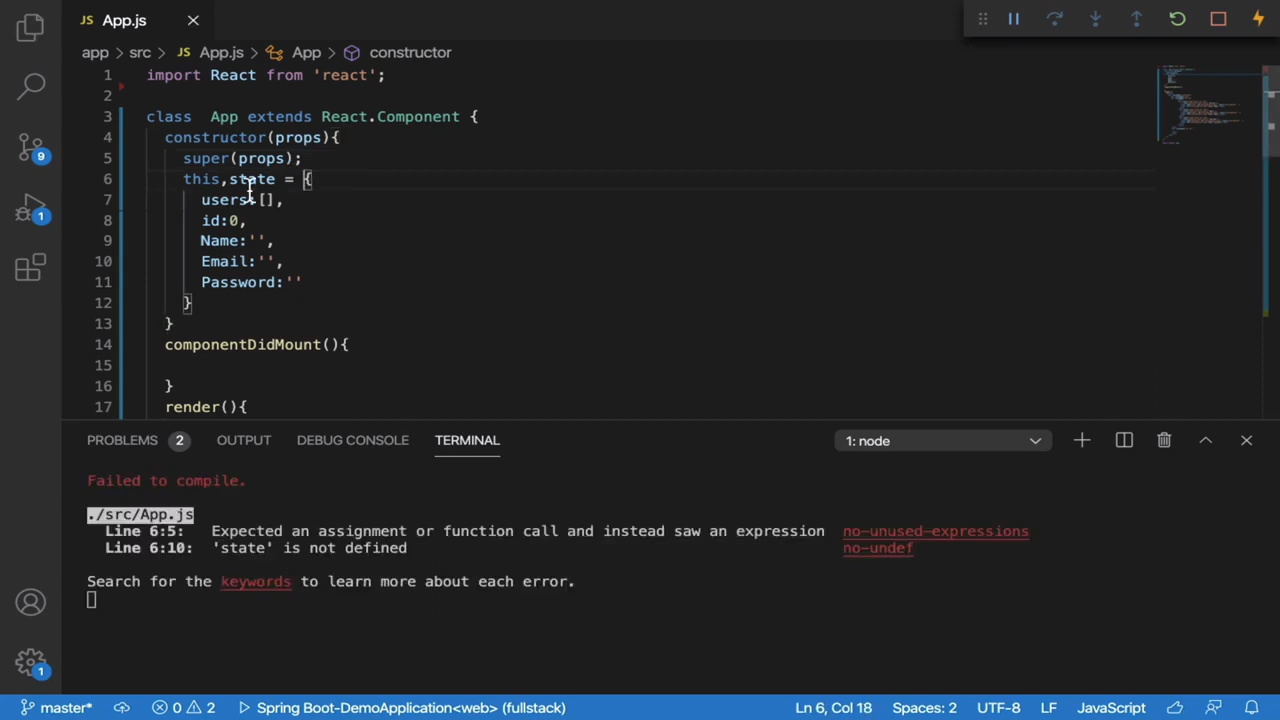 JS App.js
app > src > JS App.js > App > constructor
1 import React from 'react';
2
3 class  App extends React.Component {
4 constructor(props){
5 super(props);
6 this,state = {
7 users:[],
8 id:0,
9 Name:'',
10 Email:'',
11 Password:''
12 }
13 }
14 componentDidMount(){
15
16 }
17 render(){
9
1
PROBLEMS 2 OUTPUT DEBUG CONSOLE TERMINAL 1: node
Failed to compile.
./src/App.js
Line 6:5: Expected an assignment or function call and instead saw an expression no-unused-expressions
Line 6:10: 'state' is not defined no-undef
Search for the keywords to learn more about each error.
1
master* 0 2 Spring Boot-DemoApplication<web> (fullstack) Ln 6, Col 18 Spaces: 2 UTF-8 LF JavaScript